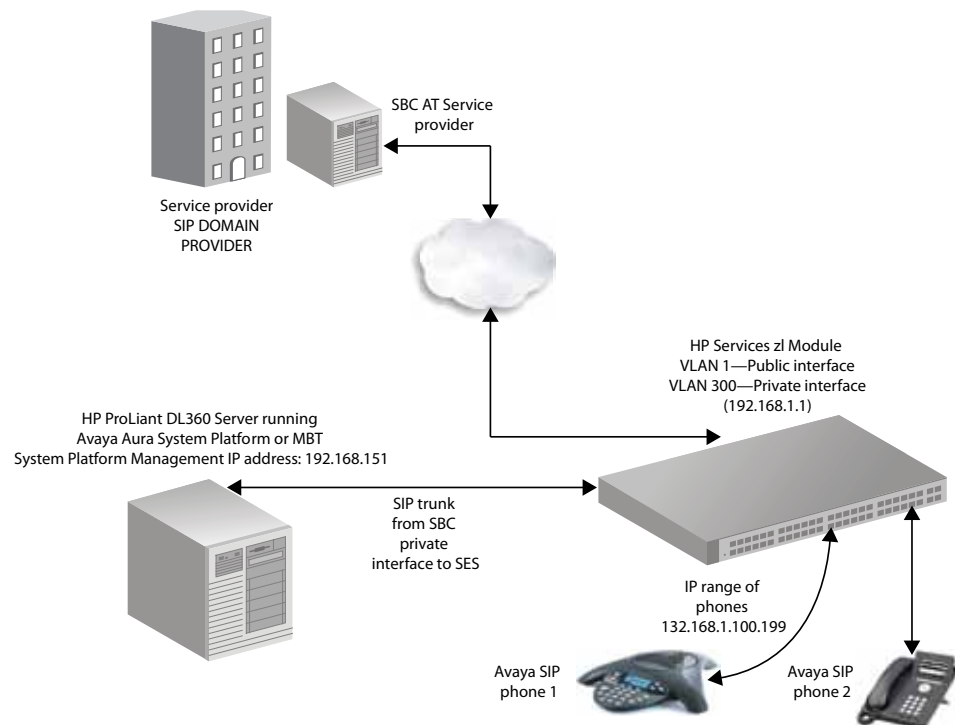 SBC AT Service
provider
Service provider
SIP DOMAIN
PROVIDER
HP Services zl Module
VLAN 1—Public interface
VLAN 300—Private interface
(192.168.1.1)
HP ProLiant DL360 Server running
Avaya Aura System Platform or MBT
System Platform Management IP address: 192.168.151
SIP trunk
from SBC
private
interface to SES
IP range of
phones
132.168.1.100.199
Avaya SIP
phone 1
Avaya SIP
phone 2